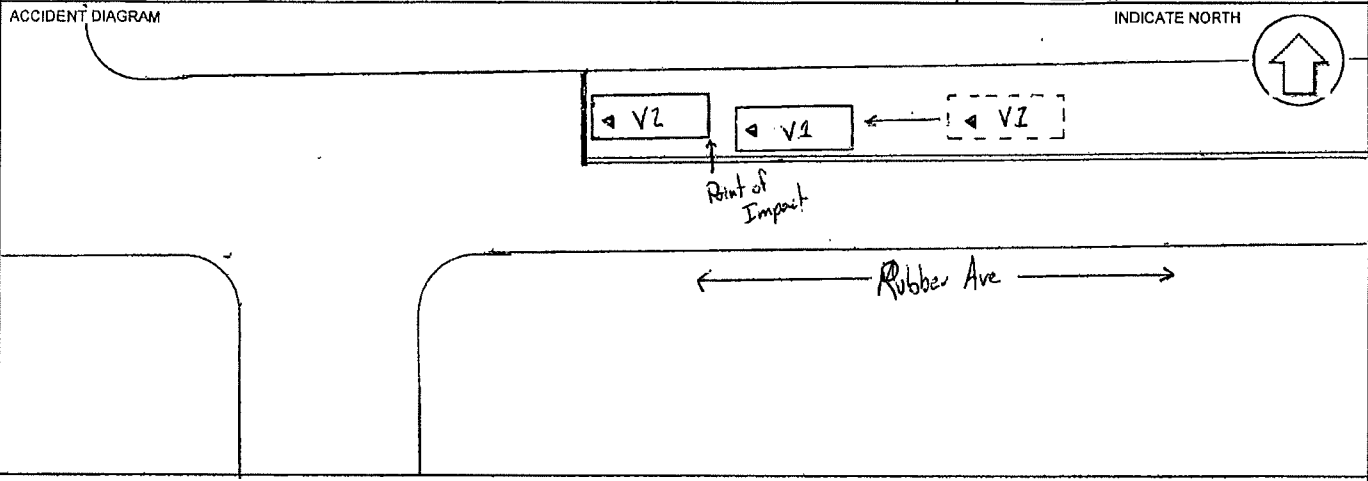 ACCIDENT DIAGRAM
INDICATE NORTH
V2
V1
V1
Point of
Impact
Rubber Ave